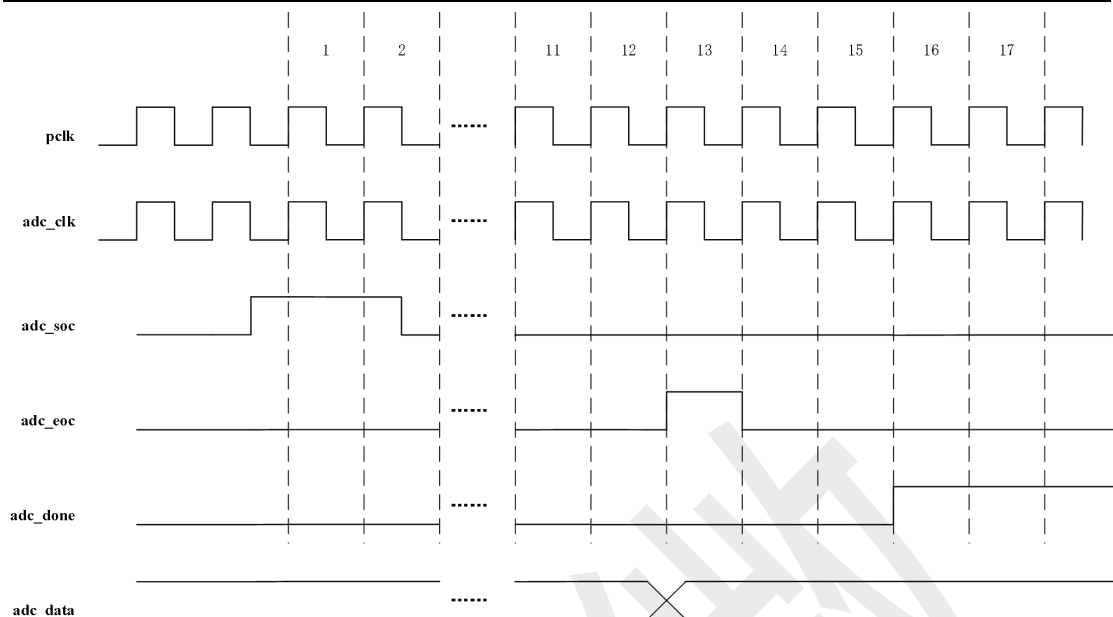 1 2 11 12 13 14 15 16 17
pclk
adc_clk
adc_soc
adc_eoc
adc_done
adc_data